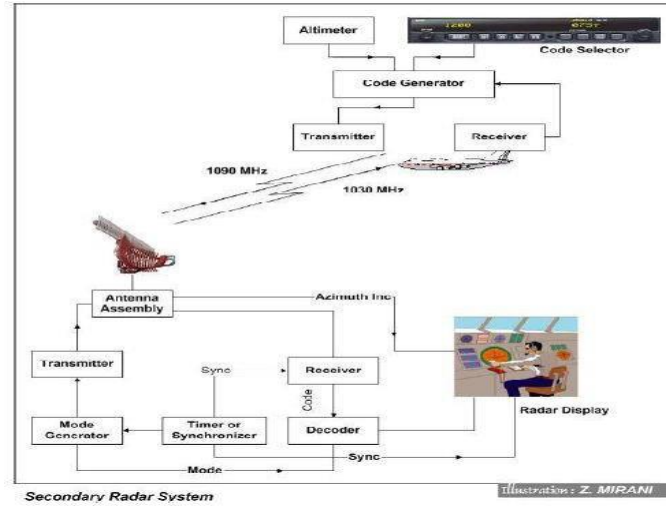 Altimeter
1200
Code Selector
Code Generator
Transmitter
Receiver
1090 MHz
1030 MHz
Antenna
Assembly
Azimuth Inc
Transmitter
Sync
Receiver
Radar Display
Code
Mode
Generator
Timer or
Synchronizer
Decoder
Sync
Mode
Secondary Radar System
Illustration : Z. MIRANI